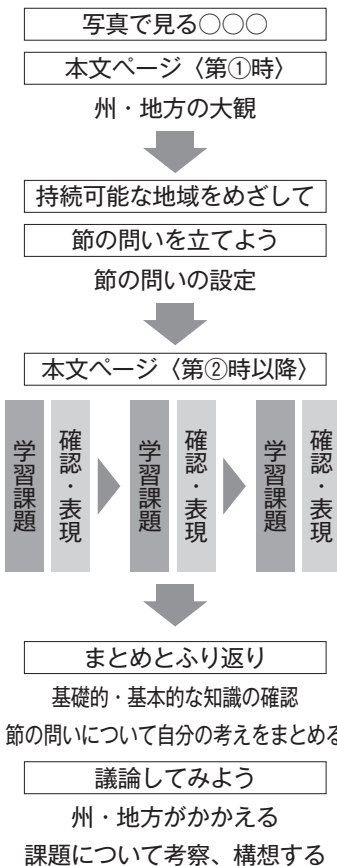 写真で見る○○○
本文ページ〈第①時〉
州・地方の大観
持続可能な地域をめざして
節の問いを立てよう
節の問いの設定
本文ページ〈第②時以降〉
学習課題
確認・表現
学習課題
確認・表現
学習課題
確認・表現
まとめとふり返り
基礎的・基本的な知識の確認
節の問いについて自分の考えをまとめる
議論してみよう
州・地方がかかえる
課題について考察、構想する